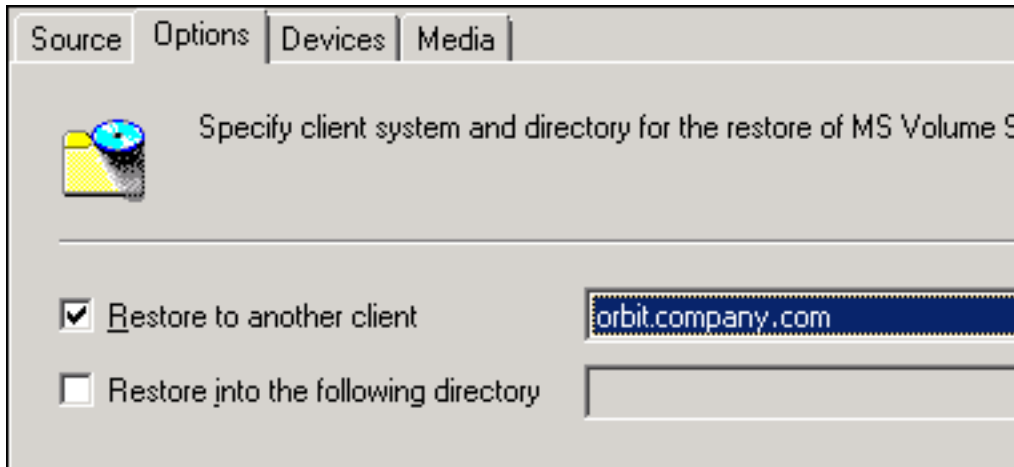 Source Options Devices Media
Specify client system and directory for the restore of MS Volume S
Restore to another client orbit.company.com
Restore into the following directory